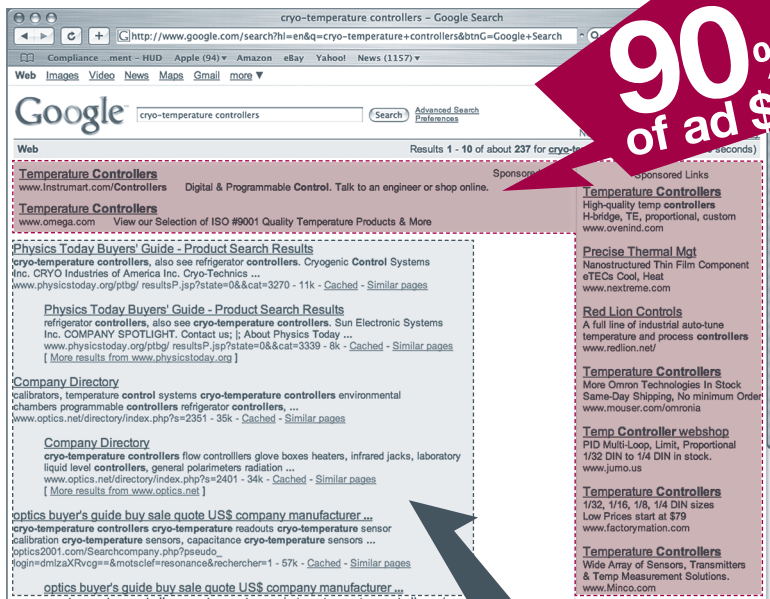 cryo-temperature controllers – Google Search
http://www.google.com/search?hl=en&q=cryo-temperature+controllers&btnG=Google+Search
Compliance ...ment – HUD Apple (94)▾ Amazon eBay Yahoo! News (1157)▾
Web Images Video News Maps Gmail more ▼
90%
of ad $
Google
cryo-temperature controllers
Search
Advanced Search
Preferences
Web
Results 1 - 10 of about 237 for cryo-te
seconds)
Temperature Controllers
www.Instrumart.com/Controllers Digital & Programmable Control. Talk to an engineer or shop online.
Temperature Controllers
www.omega.com View our Selection of ISO #9001 Quality Temperature Products & More
Physics Today Buyers' Guide - Product Search Results
cryo-temperature controllers, also see refrigerator controllers. Cryogenic Control Systems
Inc. CRYO Industries of America Inc. Cryo-Technics ...
www.physicstoday.org/ptbg/ resultsP.jsp?state=0&&cat=3270 - 11k - Cached - Similar pages
Physics Today Buyers' Guide - Product Search Results
refrigerator controllers, also see cryo-temperature controllers. Sun Electronic Systems
Inc. COMPANY SPOTLIGHT. Contact us; |; About Physics Today ...
www.physicstoday.org/ptbg/ resultsP.jsp?state=0&&cat=3339 - 8k - Cached - Similar pages
[ More results from www.physicstoday.org ]
Company Directory
calibrators, temperature control systems cryo-temperature controllers environmental
chambers programmable controllers refrigerator controllers, ...
www.optics.net/directory/index.php?s=2351 - 35k - Cached - Similar pages
Company Directory
cryo-temperature controllers flow controlllers glove boxes heaters, infrared jacks, laboratory
liquid level controllers, general polarimeters radiation ...
www.optics.net/directory/index.php?s=2401 - 34k - Cached - Similar pages
[ More results from www.optics.net ]
optics buyer's guide buy sale quote US$ company manufacturer ...
cryo-temperature controllers cryo-temperature readouts cryo-temperature sensor
calibration cryo-temperature sensors, capacitance cryo-temperature sensors ...
optics2001.com/Searchcompany.php?pseudo_
login=dmlzaXRvcg==&motsclef=resonance&rechercher=1 - 57k - Cached - Similar pages
optics buyer's guide buy sale quote US$ company manufacturer ...
Sponsored Links
Temperature Controllers
High-quality temp controllers
H-bridge, TE, proportional, custom
www.ovenind.com
Precise Thermal Mgt
Nanostructured Thin Film Component
eTECs Cool, Heat
www.nextreme.com
Red Lion Controls
A full line of industrial auto-tune
temperature and process controllers
www.redlion.net/
Temperature Controllers
More Omron Technologies In Stock
Same-Day Shipping, No minimum Order
www.mouser.com/omronia
Temp Controller webshop
PID Multi-Loop, Limit, Proportional
1/32 DIN to 1/4 DIN in stock.
www.jumo.us
Temperature Controllers
1/32, 1/16, 1/8, 1/4 DIN sizes
Low Prices start at $79
www.factorymation.com
Temperature Controllers
Wide Array of Sensors, Transmitters
& Temp Measurement Solutions.
www.Minco.com